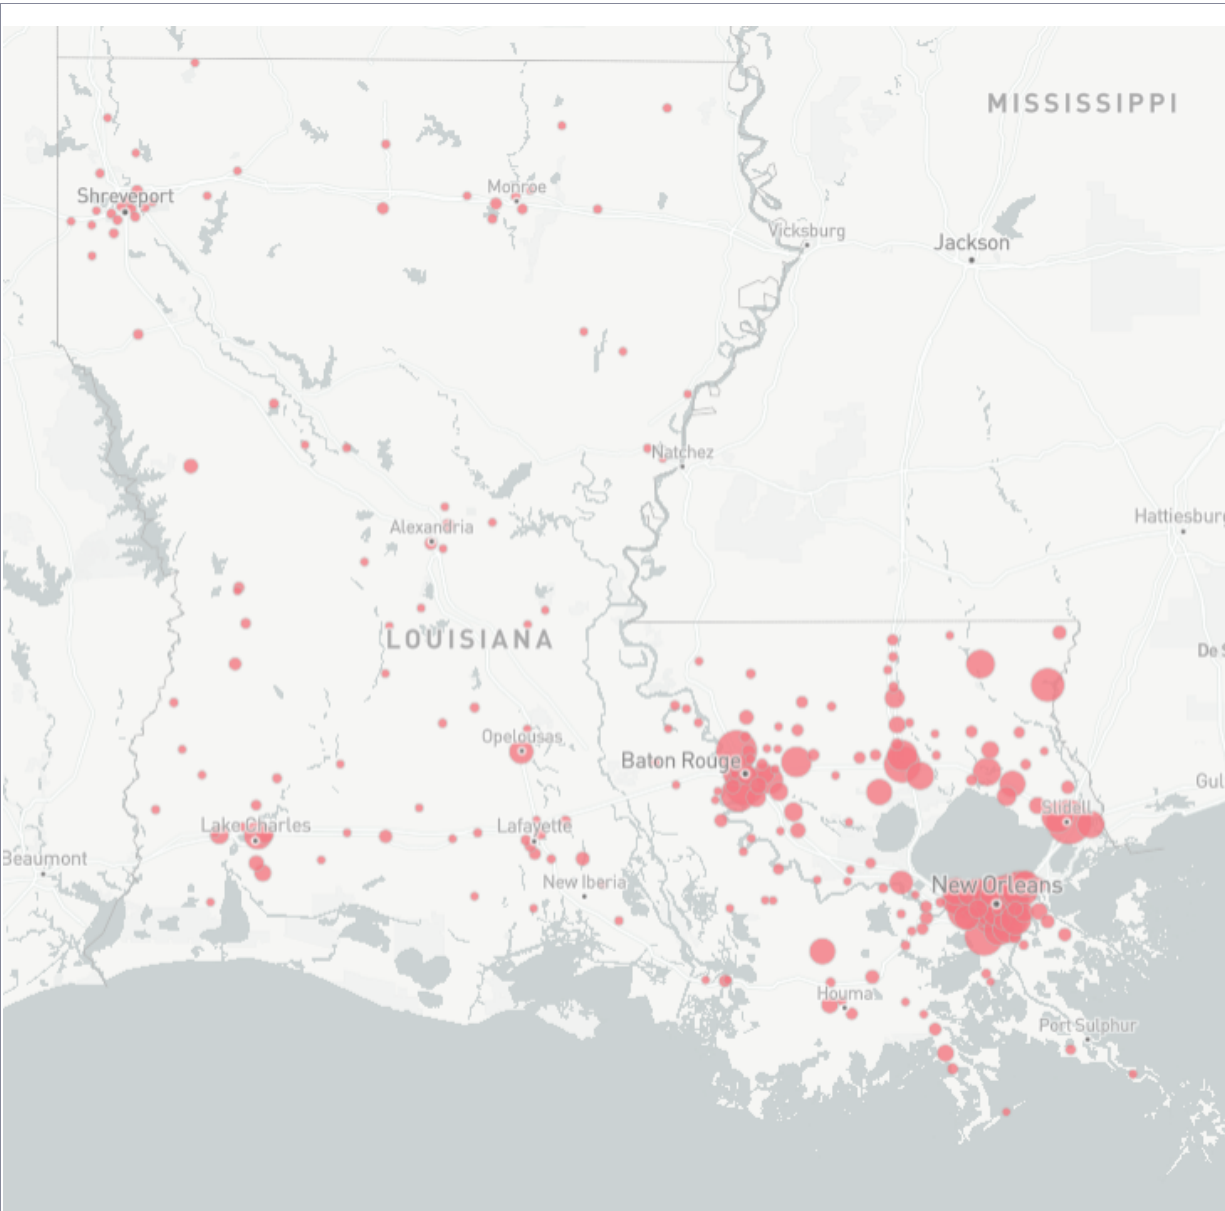 MISSISSIPPI
Shreveport
Monroe
Vicksburg
Jackson
Natchez
Hattiesburg
Alexandria
LOUISIANA
De S
Opelousas
Baton Rouge
Gul
Slidell
Lake Charles
Lafayette
Beaumont
New Iberia
New Orleans
Houma
Port Sulphur